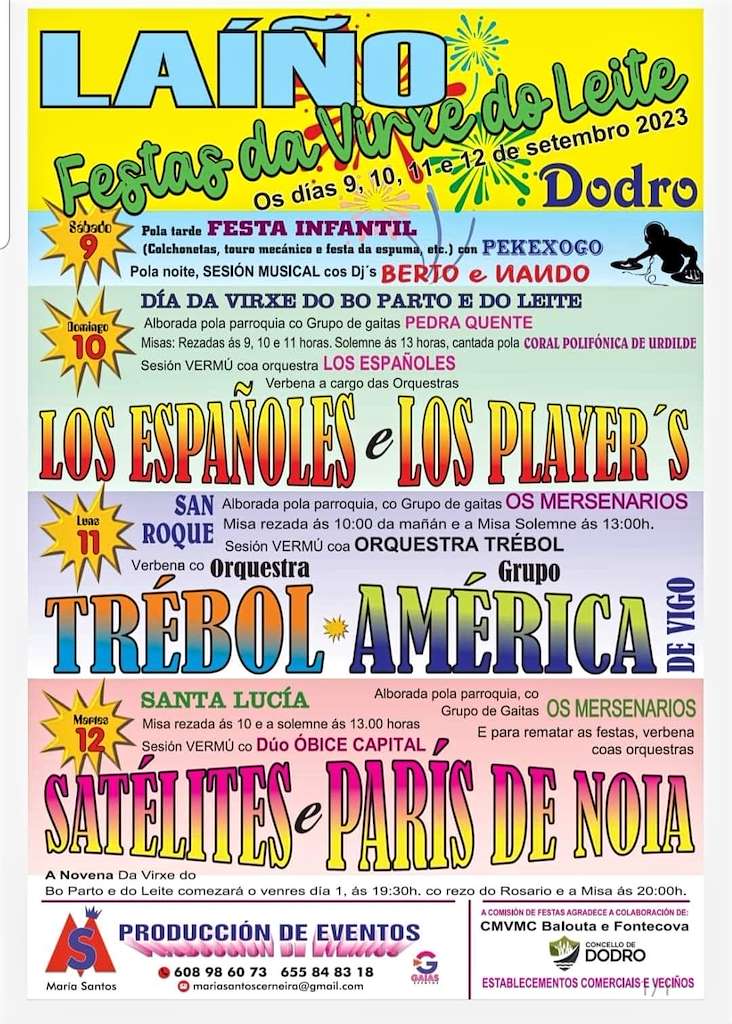 LAÍÑO
Festas da Virxe do Leite
Os días 9, 10, 11 e 12 de setembro 2023
Dodro
Sábado
9
Pola tarde FESTA INFANTIL
(Colchonetas, touro mecánico e festa da espuma, etc.) con PEKEXOGO
Pola noite, SESIÓN MUSICAL cos Dj´s BERTO e NANDO
Domingo
10
DÍA DA VIRXE DO BO PARTO E DO LEITE
Alborada pola parroquia co Grupo de gaitas PEDRA QUENTE
Misas: Rezadas ás 9, 10 e 11 horas. Solemne ás 13 horas, cantada pola CORAL POLIFÓNICA DE URDILDE
Sesión VERMÚ coa orquestra LOS ESPAÑOLES
Verbena a cargo das Orquestras
LOS ESPAÑOLES e LOS PLAYER´S
Luns
11
SAN ROQUE
Alborada pola parroquia, co Grupo de gaitas OS MERSENARIOS
Misa rezada ás 10:00 da mañán e a Misa Solemne ás 13:00h.
Sesión VERMÚ coa ORQUESTRA TRÉBOL
Verbena co Orquestra
Grupo
TRÉBOL AMÉRICA
DE VIGO
Martes
12
SANTA LUCÍA
Alborada pola parroquia, co
Grupo de Gaitas OS MERSENARIOS
Misa rezada ás 10 e a solemne ás 13.00 horas
Sesión VERMÚ co Dúo ÓBICE CAPITAL
E para rematar as festas, verbena
coas orquestras
SATÉLITES e PARÍS DE NOIA
A Novena Da Virxe do
Bo Parto e do Leite comezará o venres día 1, ás 19:30h. co rezo do Rosario e a Misa ás 20:00h.
MS
María Santos
PRODUCCIÓN DE EVENTOS
608 98 60 73 655 84 83 18
mariasantoscerneira@gmail.com
GAIAS
EVENTOS
A COMISIÓN DE FESTAS AGRADECE A COLABORACIÓN DE:
CMVMC Balouta e Fontecova
CONCELLO DE
DODRO
ESTABLECEMENTOS COMERCIAIS E VECIÑOS
1 / 1